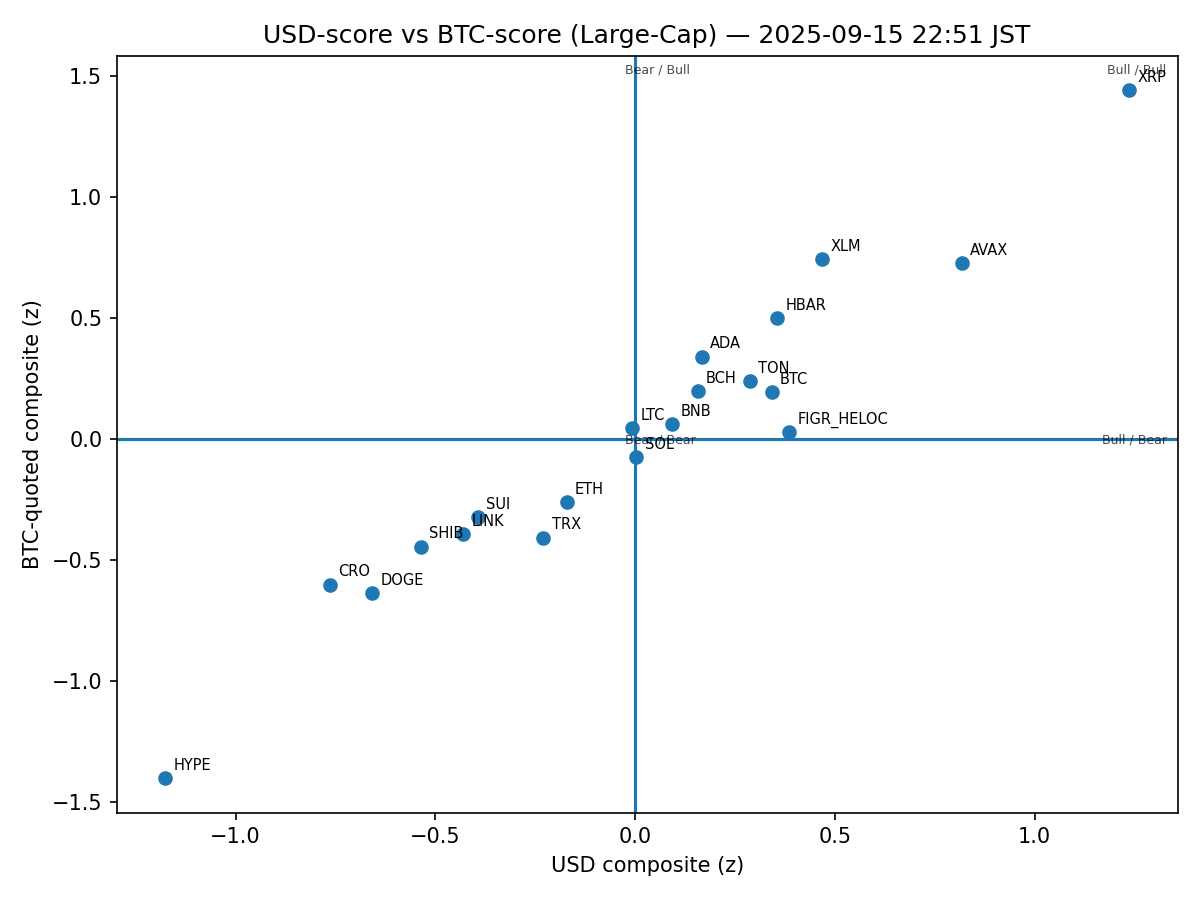 USD-score vs BTC-score (Large-Cap) — 2025-09-15 22:51 JST
Bear / Bull
Bull / Bull
XRP
XLM
AVAX
HBAR
ADA
TON
BCH
BTC
LTC
BNB
FIGR_HELOC
Bear / Bear
Bull / Bear
SOL
ETH
SUI
LINK
TRX
SHIB
CRO
DOGE
HYPE
1.5
1.0
0.5
0.0
−0.5
−1.0
−1.5
BTC-quoted composite (z)
−1.0
−0.5
0.0
0.5
1.0
USD composite (z)